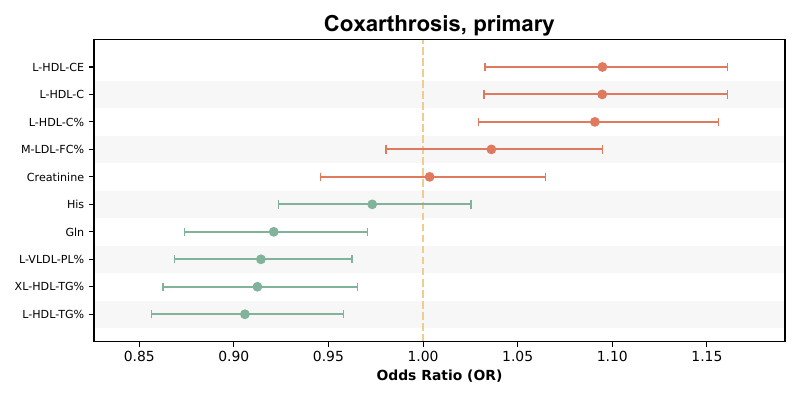 Coxarthrosis, primary
L-HDL-CE
L-HDL-C
L-HDL-C%
M-LDL-FC%
Creatinine
His
Gln
L-VLDL-PL%
XL-HDL-TG%
L-HDL-TG%
0.85 0.90 0.95 1.00 1.05 1.10 1.15
Odds Ratio (OR)